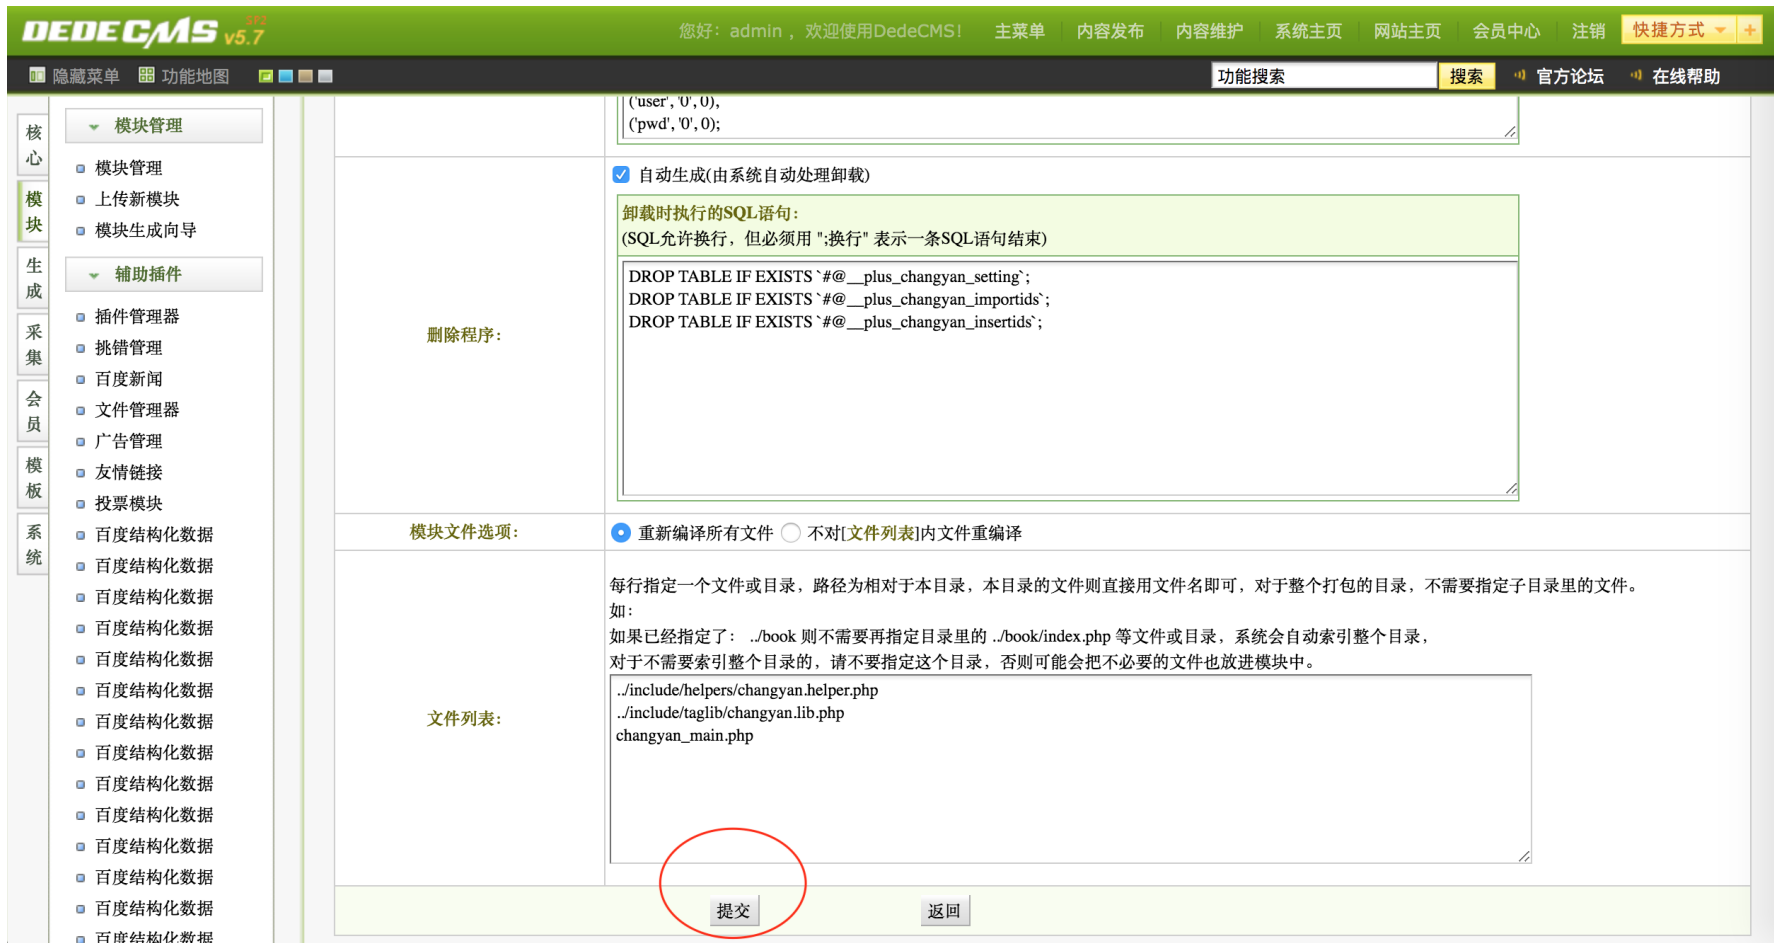 DEDECMS v5.7 SP2
您好：admin ，欢迎使用DedeCMS！ 主菜单 内容发布 内容维护 系统主页 网站主页 会员中心 注销 快捷方式 +
隐藏菜单 功能地图 功能搜索 搜索 官方论坛 在线帮助
核心
模块
生成
采集
会员
模板
系统
模块管理
模块管理
上传新模块
模块生成向导
辅助插件
插件管理器
挑错管理
百度新闻
文件管理器
广告管理
友情链接
投票模块
百度结构化数据
百度结构化数据
百度结构化数据
百度结构化数据
百度结构化数据
百度结构化数据
百度结构化数据
百度结构化数据
百度结构化数据
百度结构化数据
百度结构化数据
百度结构化数据
百度结构化数据
百度结构化数据
('user', '0', 0),
('pwd', '0', 0);
删除程序：
自动生成(由系统自动处理卸载)
卸载时执行的SQL语句：
(SQL允许换行，但必须用 ";换行" 表示一条SQL语句结束)
DROP TABLE IF EXISTS `#@__plus_changyan_setting`;
DROP TABLE IF EXISTS `#@__plus_changyan_importids`;
DROP TABLE IF EXISTS `#@__plus_changyan_insertids`;
模块文件选项： 重新编译所有文件 不对[文件列表]内文件重编译
文件列表：
每行指定一个文件或目录，路径为相对于本目录，本目录的文件则直接用文件名即可，对于整个打包的目录，不需要指定子目录里的文件。
如：
如果已经指定了： ../book 则不需要再指定目录里的 ../book/index.php 等文件或目录，系统会自动索引整个目录，
对于不需要索引整个目录的，请不要指定这个目录，否则可能会把不必要的文件也放进模块中。
../include/helpers/changyan.helper.php
../include/taglib/changyan.lib.php
changyan_main.php
提交 返回